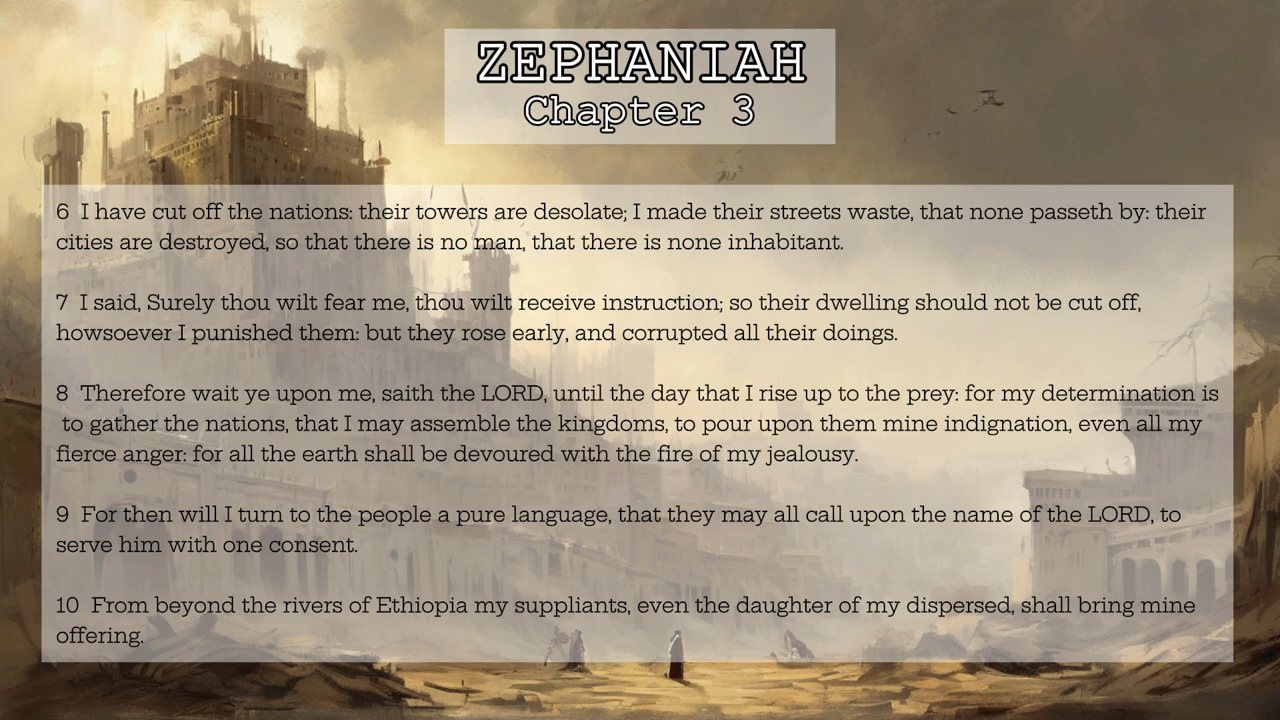 ZEPHANIAH
Chapter 3
6 I have cut off the nations: their towers are desolate; I made their streets waste, that none passeth by: their
cities are destroyed, so that there is no man, that there is none inhabitant.
7 I said, Surely thou wilt fear me, thou wilt receive instruction; so their dwelling should not be cut off,
howsoever I punished them: but they rose early, and corrupted all their doings.
8 Therefore wait ye upon me, saith the LORD, until the day that I rise up to the prey: for my determination is
to gather the nations, that I may assemble the kingdoms, to pour upon them mine indignation, even all my
fierce anger: for all the earth shall be devoured with the fire of my jealousy.
9 For then will I turn to the people a pure language, that they may all call upon the name of the LORD, to
serve him with one consent.
10 From beyond the rivers of Ethiopia my suppliants, even the daughter of my dispersed, shall bring mine
offering.